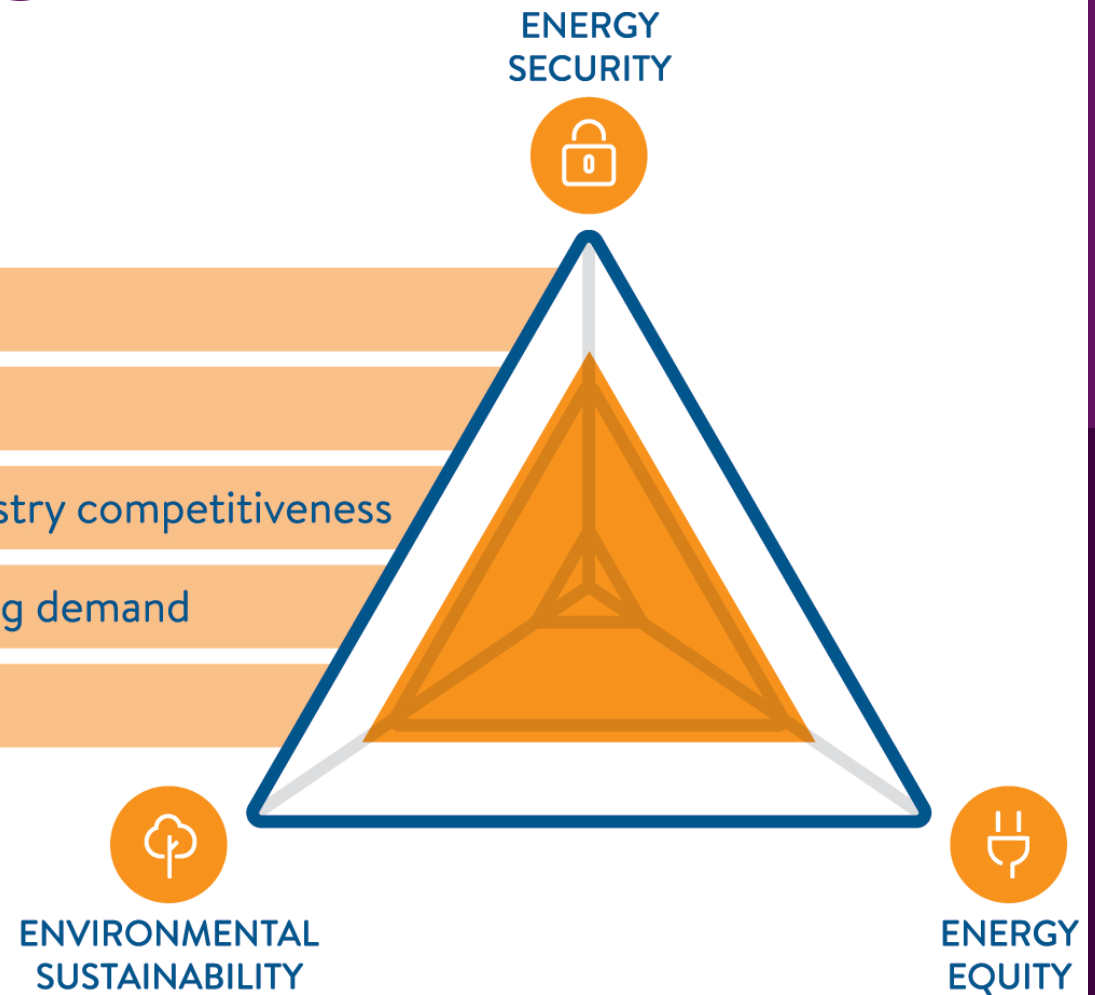 ENERGY
SECURITY
stry competitiveness
g demand
ENVIRONMENTAL
SUSTAINABILITY
ENERGY
EQUITY